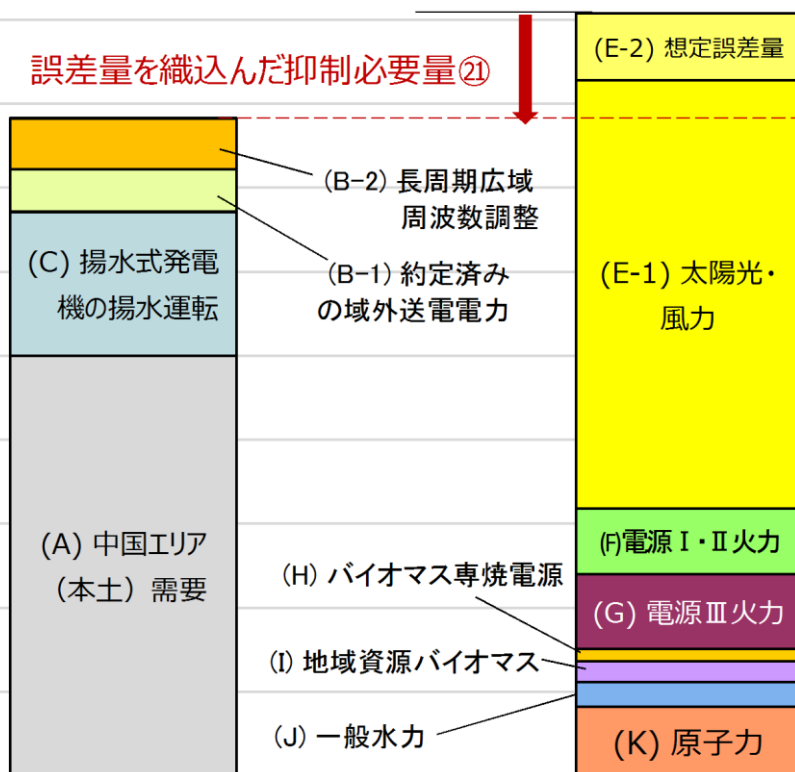 (E-2) 想定誤差量
誤差量を織込んだ抑制必要量㉑
(B-2) 長周期広域
周波数調整
(C) 揚水式発電
機の揚水運転
(B-1) 約定済み
の域外送電電力
(E-1) 太陽光・
風力
(A) 中国エリア
（本土）需要
(F)電源Ⅰ・Ⅱ火力
(H) バイオマス専焼電源
(G) 電源Ⅲ火力
(I) 地域資源バイオマス
(J) 一般水力
(K) 原子力